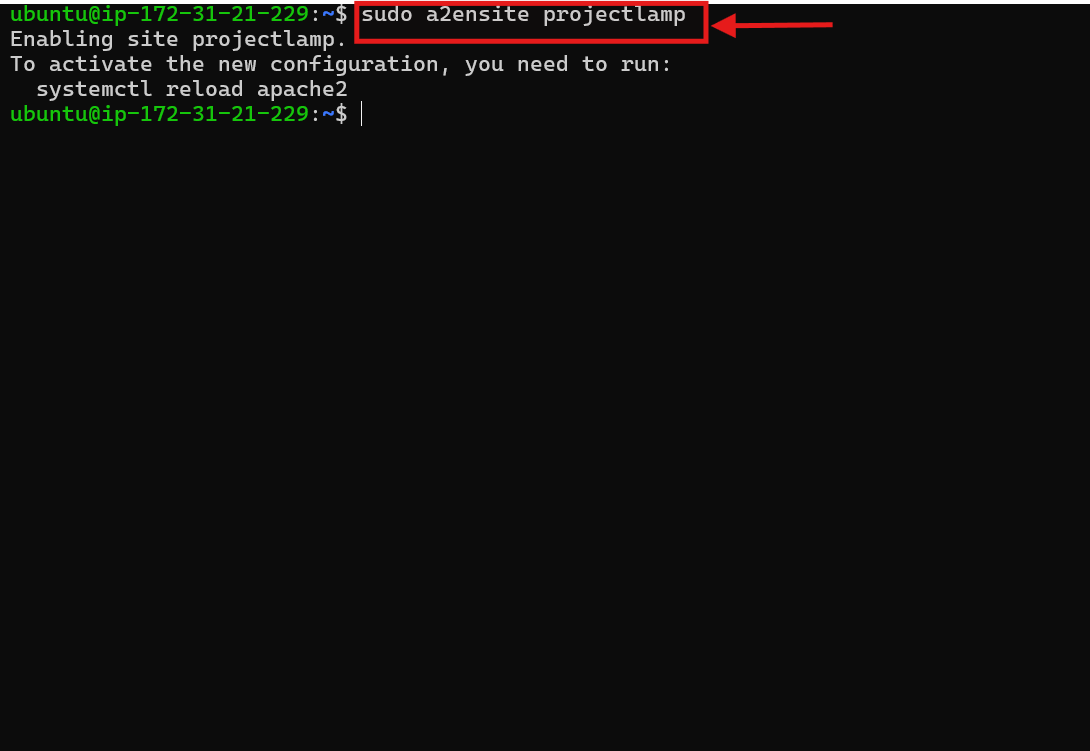 ubuntu@ip-172-31-21-229:~$ sudo a2ensite projectlamp
Enabling site projectlamp.
To activate the new configuration, you need to run:
  systemctl reload apache2
ubuntu@ip-172-31-21-229:~$